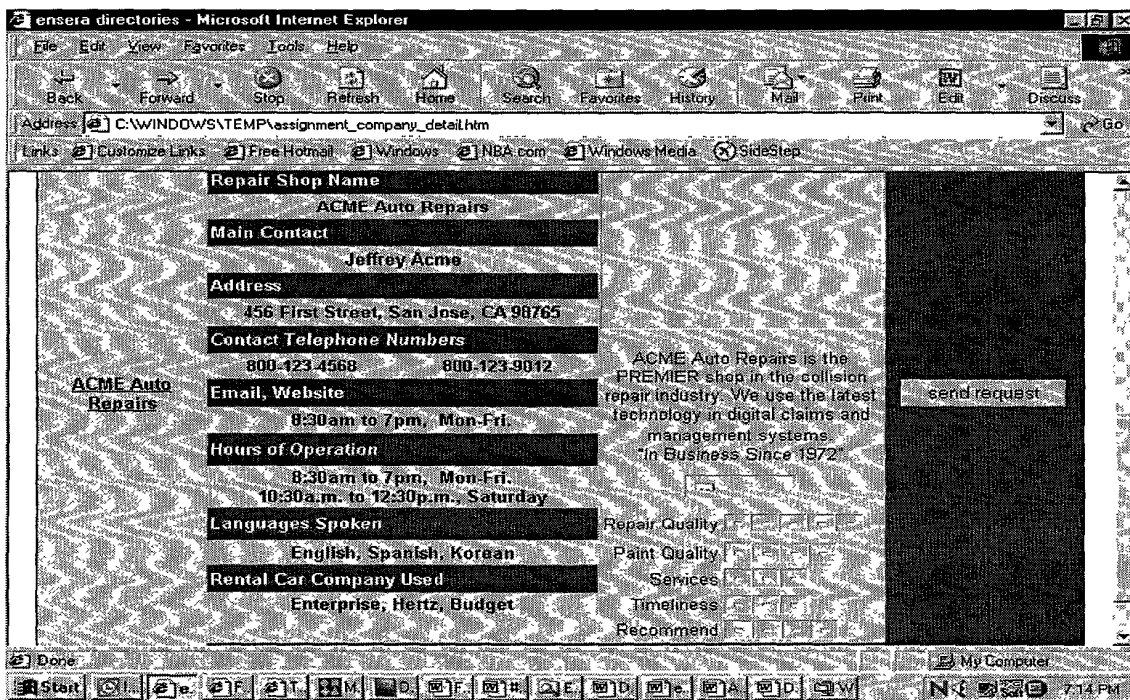 ensera directories - Microsoft Internet Explorer
File Edit View Favorites Tools Help
Back Forward Stop Refresh Home Search Favorites History Mail Print Edit Discuss
Address C:\WINDOWS\TEMP\assignment_company_detail.htm Go
Links Customize Links Free Hotmail Windows NBA.com Windows Media SideStep
Repair Shop Name
ACME Auto Repairs
Main Contact
Jeffrey Acme
Address
456 First Street, San Jose, CA 98765
Contact Telephone Numbers
800-123-4568 800-123-9012
ACME Auto
Repairs
Email, Website
8:30am to 7pm, Mon-Fri.
Hours of Operation
8:30am to 7pm, Mon-Fri.
10:30a.m. to 12:30p.m., Saturday
Languages Spoken
English, Spanish, Korean
Rental Car Company Used
Enterprise, Hertz, Budget
ACME Auto Repairs is the
PREMIER shop in the collision
repair industry. We use the latest
technology in digital claims and
management systems.
"In Business Since 1972"
Repair Quality
Paint Quality
Services
Timeliness
Recommend
send request
Done My Computer
Start 7:14 PM